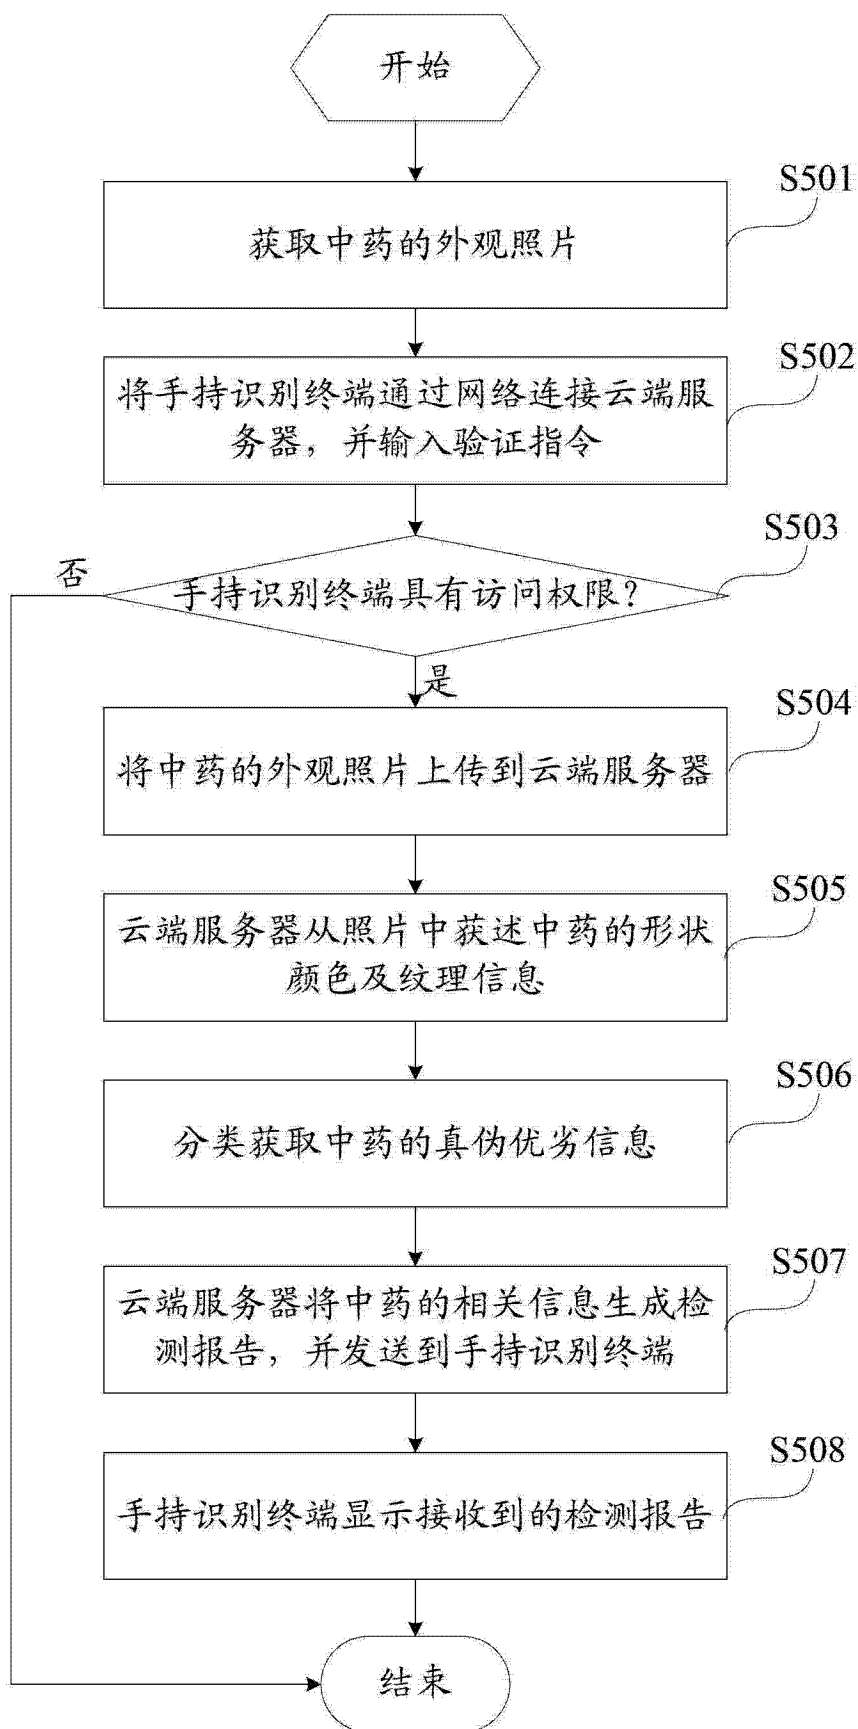 开始
S501
获取中药的外观照片
S502
将手持识别终端通过网络连接云端服
务器，并输入验证指令
S503
否
手持识别终端具有访问权限？
是
S504
将中药的外观照片上传到云端服务器
S505
云端服务器从照片中获述中药的形状
颜色及纹理信息
S506
分类获取中药的真伪优劣信息
S507
云端服务器将中药的相关信息生成检
测报告，并发送到手持识别终端
S508
手持识别终端显示接收到的检测报告
结束